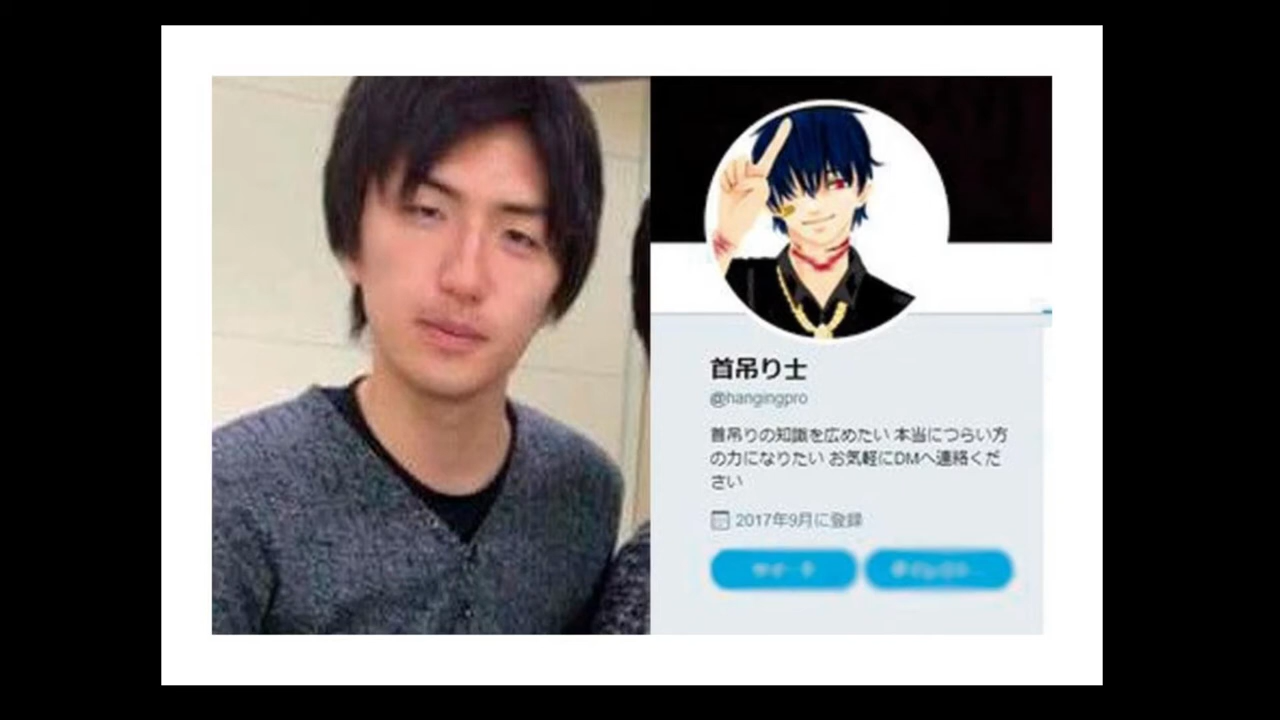 首吊り士
@hangingpro
首吊りの知識を広めたい 本当につらい方
の力になりたい お気軽にDMへ連絡くだ
さい
2017年9月に登録